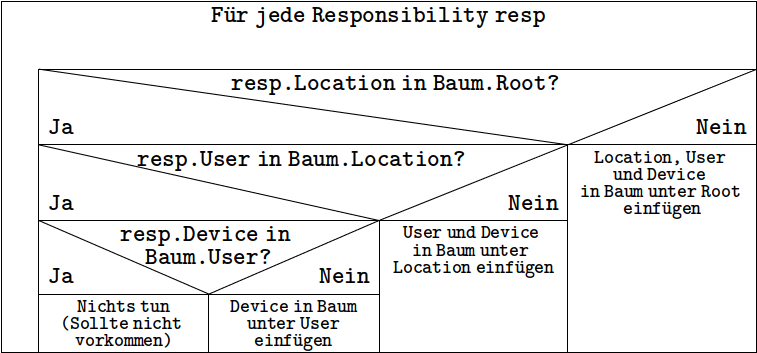 Für jede Responsibility resp
resp.Location in Baum.Root?
Ja
Nein
resp.User in Baum.Location?
Ja
Nein
Location, User
und Device
in Baum unter Root
einfügen
resp.Device in
Baum.User?
Ja
Nein
User und Device
in Baum unter
Location einfügen
Nichts tun
(Sollte nicht
vorkommen)
Device in Baum
unter User
einfügen